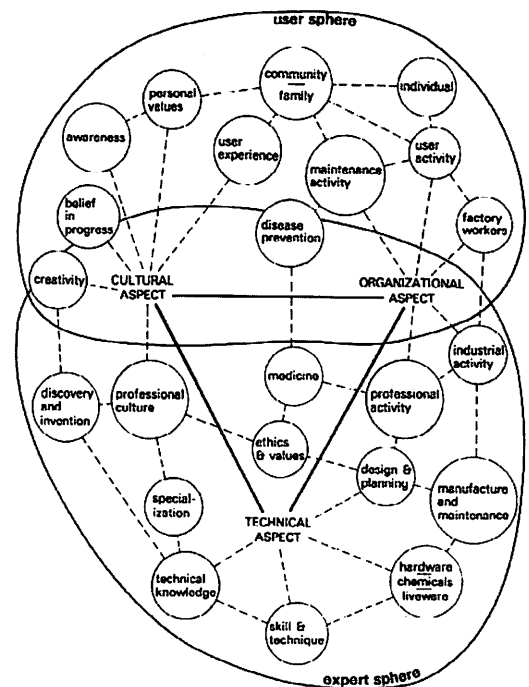 user sphere
community
family
individual
personal
values
awareness
user
experience
maintenance
activity
user
activity
belief
in
progress
disease
prevention
factory
workers
creativity
CULTURAL
ASPECT
ORGANIZATIONAL
ASPECT
industrial
activity
medicine
discovery
and
invention
professional
culture
professional
activity
ethics
& values
design &
planning
special-
ization
manufacture
and
maintenance
TECHNICAL
ASPECT
technical
knowledge
hardware
chemicals
liveware
skill &
technique
expert sphere